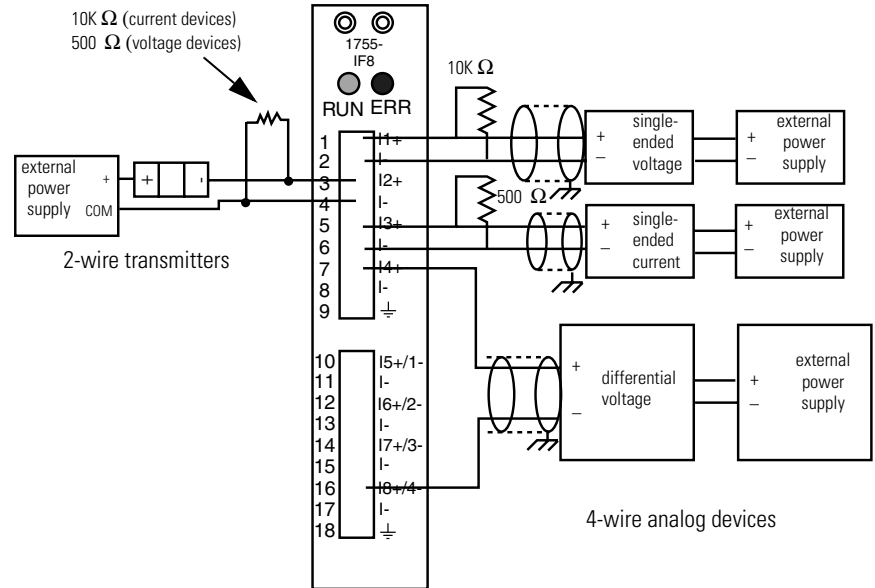 10K Ω (current devices)
500 Ω (voltage devices)
1755-
IF8
RUN ERR
10K Ω
1 I1+
2 I-
3 I2+
4 I-
5 I3+
6 I-
7 I4+
8 I-
9
10 I5+/1-
11 I-
12 I6+/2-
13 I-
14 I7+/3-
15 I-
16 I8+/4-
17 I-
18
external
power
supply
+
COM
+ -
2-wire transmitters
+
–
single-
ended
voltage
+
–
external
power
supply
500 Ω
+
–
single-
ended
current
+
–
external
power
supply
+
–
differential
voltage
+
–
external
power
supply
4-wire analog devices